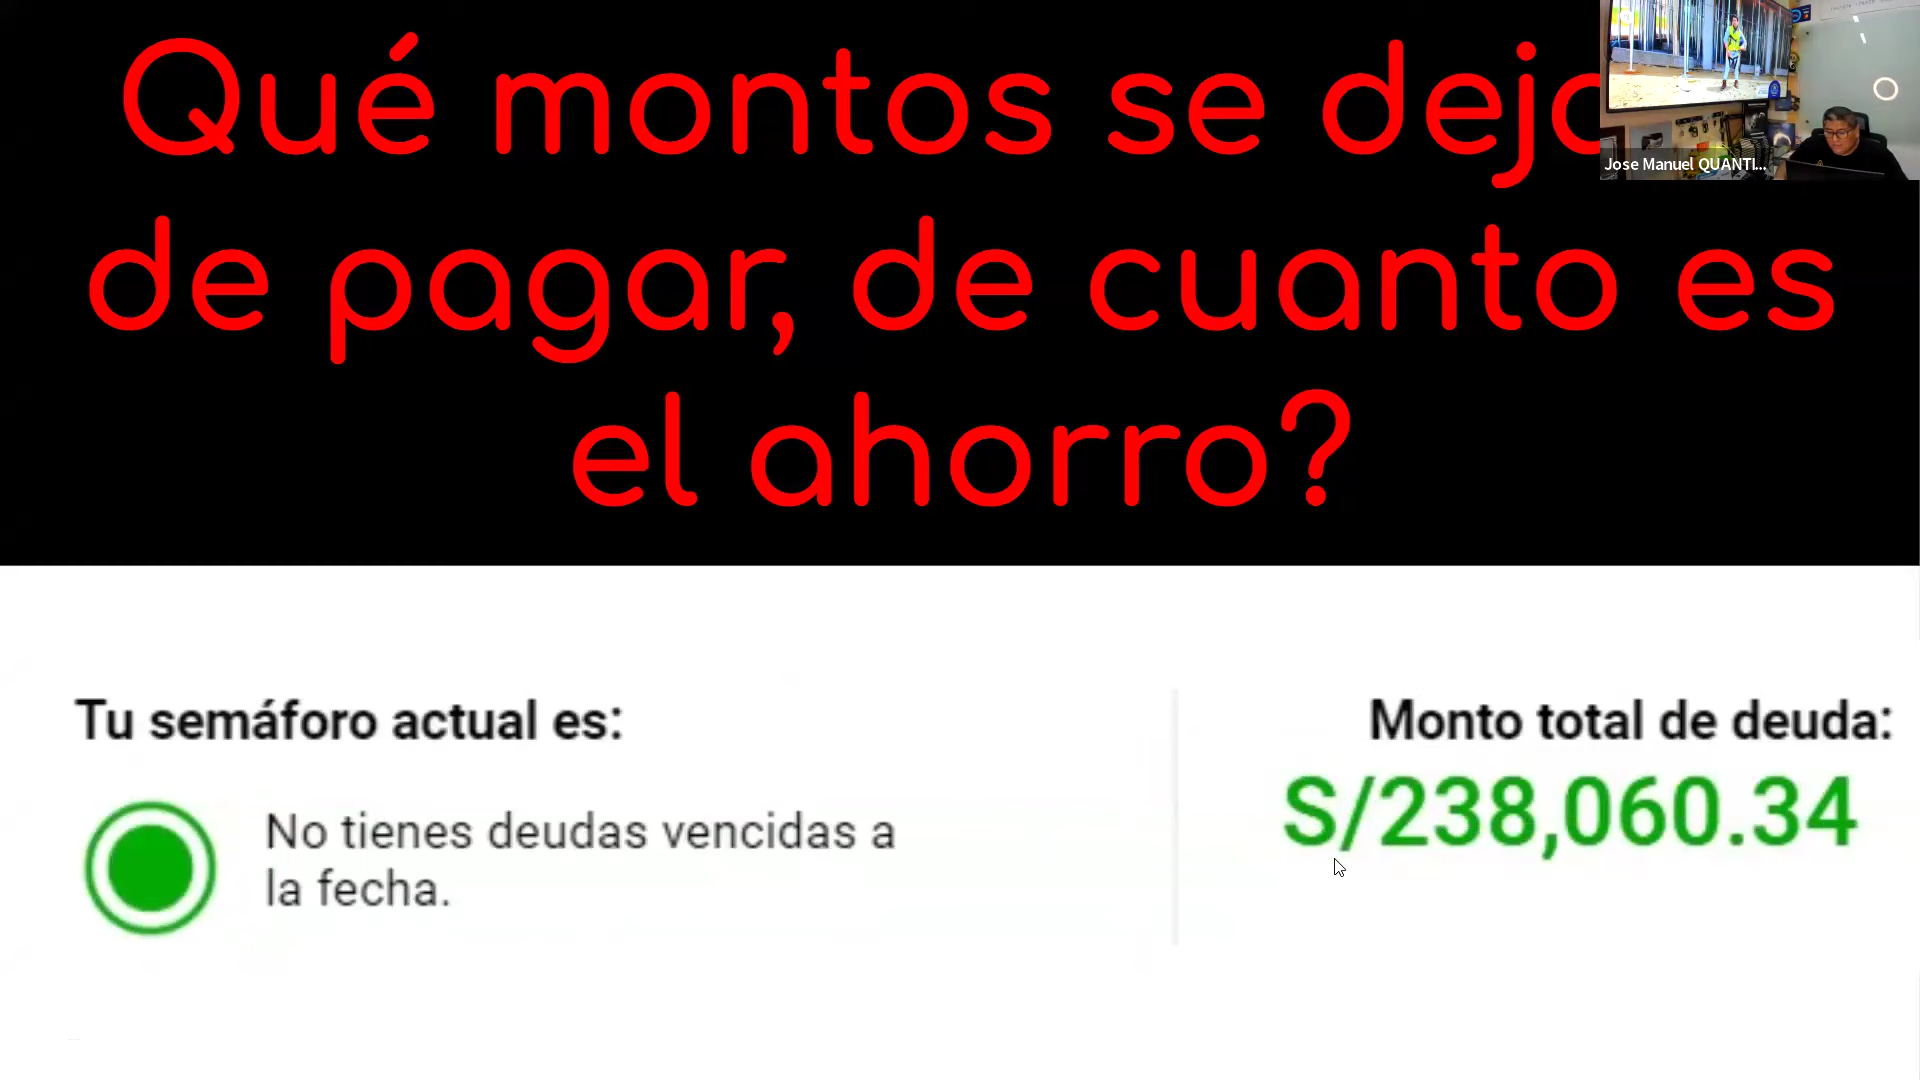 Qué montos se dej
de pagar, de cuanto es
el ahorro?
Jose Manuel QUANTI...
Tu semáforo actual es:
No tienes deudas vencidas a
la fecha.
Monto total de deuda:
S/238,060.34